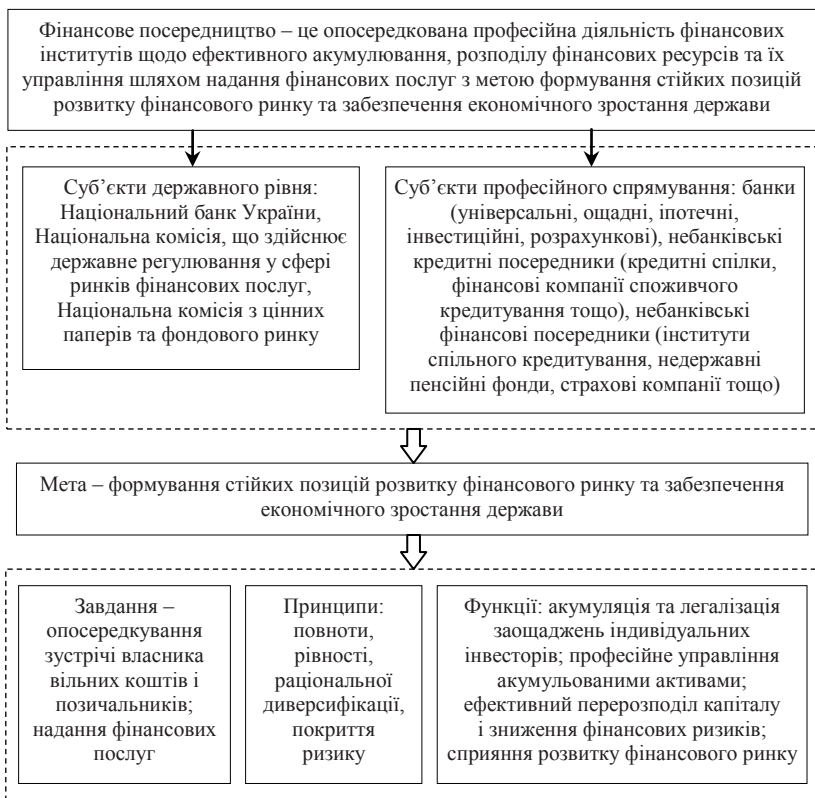 Фінансове посередництво – це опосередкована професійна діяльність фінансових
інститутів щодо ефективного акумулювання, розподілу фінансових ресурсів та їх
управління шляхом надання фінансових послуг з метою формування стійких позицій
розвитку фінансового ринку та забезпечення економічного зростання держави
Суб’єкти державного рівня:
Національний банк України,
Національна комісія, що здійснює
державне регулювання у сфері
ринків фінансових послуг,
Національна комісія з цінних
паперів та фондового ринку
Суб’єкти професійного спрямування: банки
(універсальні, ощадні, іпотечні,
інвестиційні, розрахункові), небанківські
кредитні посередники (кредитні спілки,
фінансові компанії споживчого
кредитування тощо), небанківські
фінансові посередники (інститути
спільного кредитування, недержавні
пенсійні фонди, страхові компанії тощо)
Мета – формування стійких позицій розвитку фінансового ринку та забезпечення
економічного зростання держави
Завдання –
опосередкування
зустрічі власника
вільних коштів і
позичальників;
надання фінансових
послуг
Принципи:
повноти,
рівності,
раціональної
диверсифікації,
покриття
ризику
Функції: акумуляція та легалізація
заощаджень індивідуальних
інвесторів; професійне управління
акумульованими активами;
ефективний перерозподіл капіталу
і зниження фінансових ризиків;
сприяння розвитку фінансового ринку